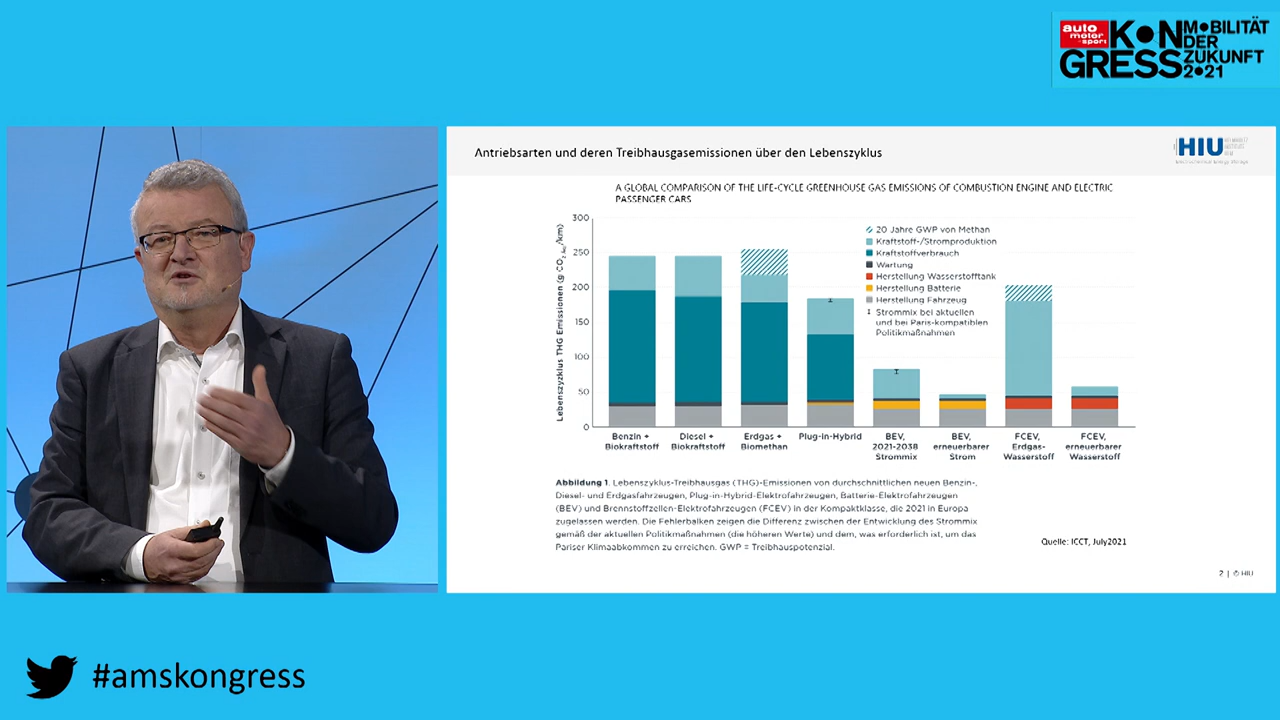 auto
motor
sport
KONGRESS
MOBILITÄT
DER
ZUKUNFT
2021
Antriebsarten und deren Treibhausgasemissionen über den Lebenszyklus
HIU
A GLOBAL COMPARISON OF THE LIFE-CYCLE GREENHOUSE GAS EMISSIONS OF COMBUSTION ENGINE AND ELECTRIC
PASSENGER CARS
Lebenszyzklus THG Emissionen (g CO₂ äq./km)
300
250
200
150
100
50
0
20 Jahre GWP von Methan
Kraftstoff-/Stromproduktion
Kraftstoffverbrauch
Wartung
Herstellung Wasserstofftank
Herstellung Batterie
Herstellung Fahrzeug
Strommix bei aktuellen
und bei Paris-kompatiblen
Politikmaßnahmen
Benzin +
Biokraftstoff
Diesel +
Biokraftstoff
Erdgas +
Biomethan
Plug-in-Hybrid
BEV,
2021-2038
Strommix
BEV,
erneuerbarer
Strom
FCEV,
Erdgas-
Wasserstoff
FCEV,
erneuerbarer
Wasserstoff
Abbildung 1. Lebenszyklus-Treibhausgas (THG)-Emissionen von durchschnittlichen neuen Benzin-,
Diesel- und Erdgasfahrzeugen, Plug-in-Hybrid-Elektrofahrzeugen, Batterie-Elektrofahrzeugen
(BEV) und Brennstoffzellen-Elektrofahrzeugen (FCEV) in der Kompaktklasse, die 2021 in Europa
zugelassen werden. Die Fehlerbalken zeigen die Differenz zwischen der Entwicklung des Strommix
gemäß der aktuellen Politikmaßnahmen (die höheren Werte) und dem, was erforderlich ist, um das
Pariser Klimaabkommen zu erreichen. GWP = Treibhauspotenzial.
Quelle: ICCT, July2021
2 | © HIU
#amskongress